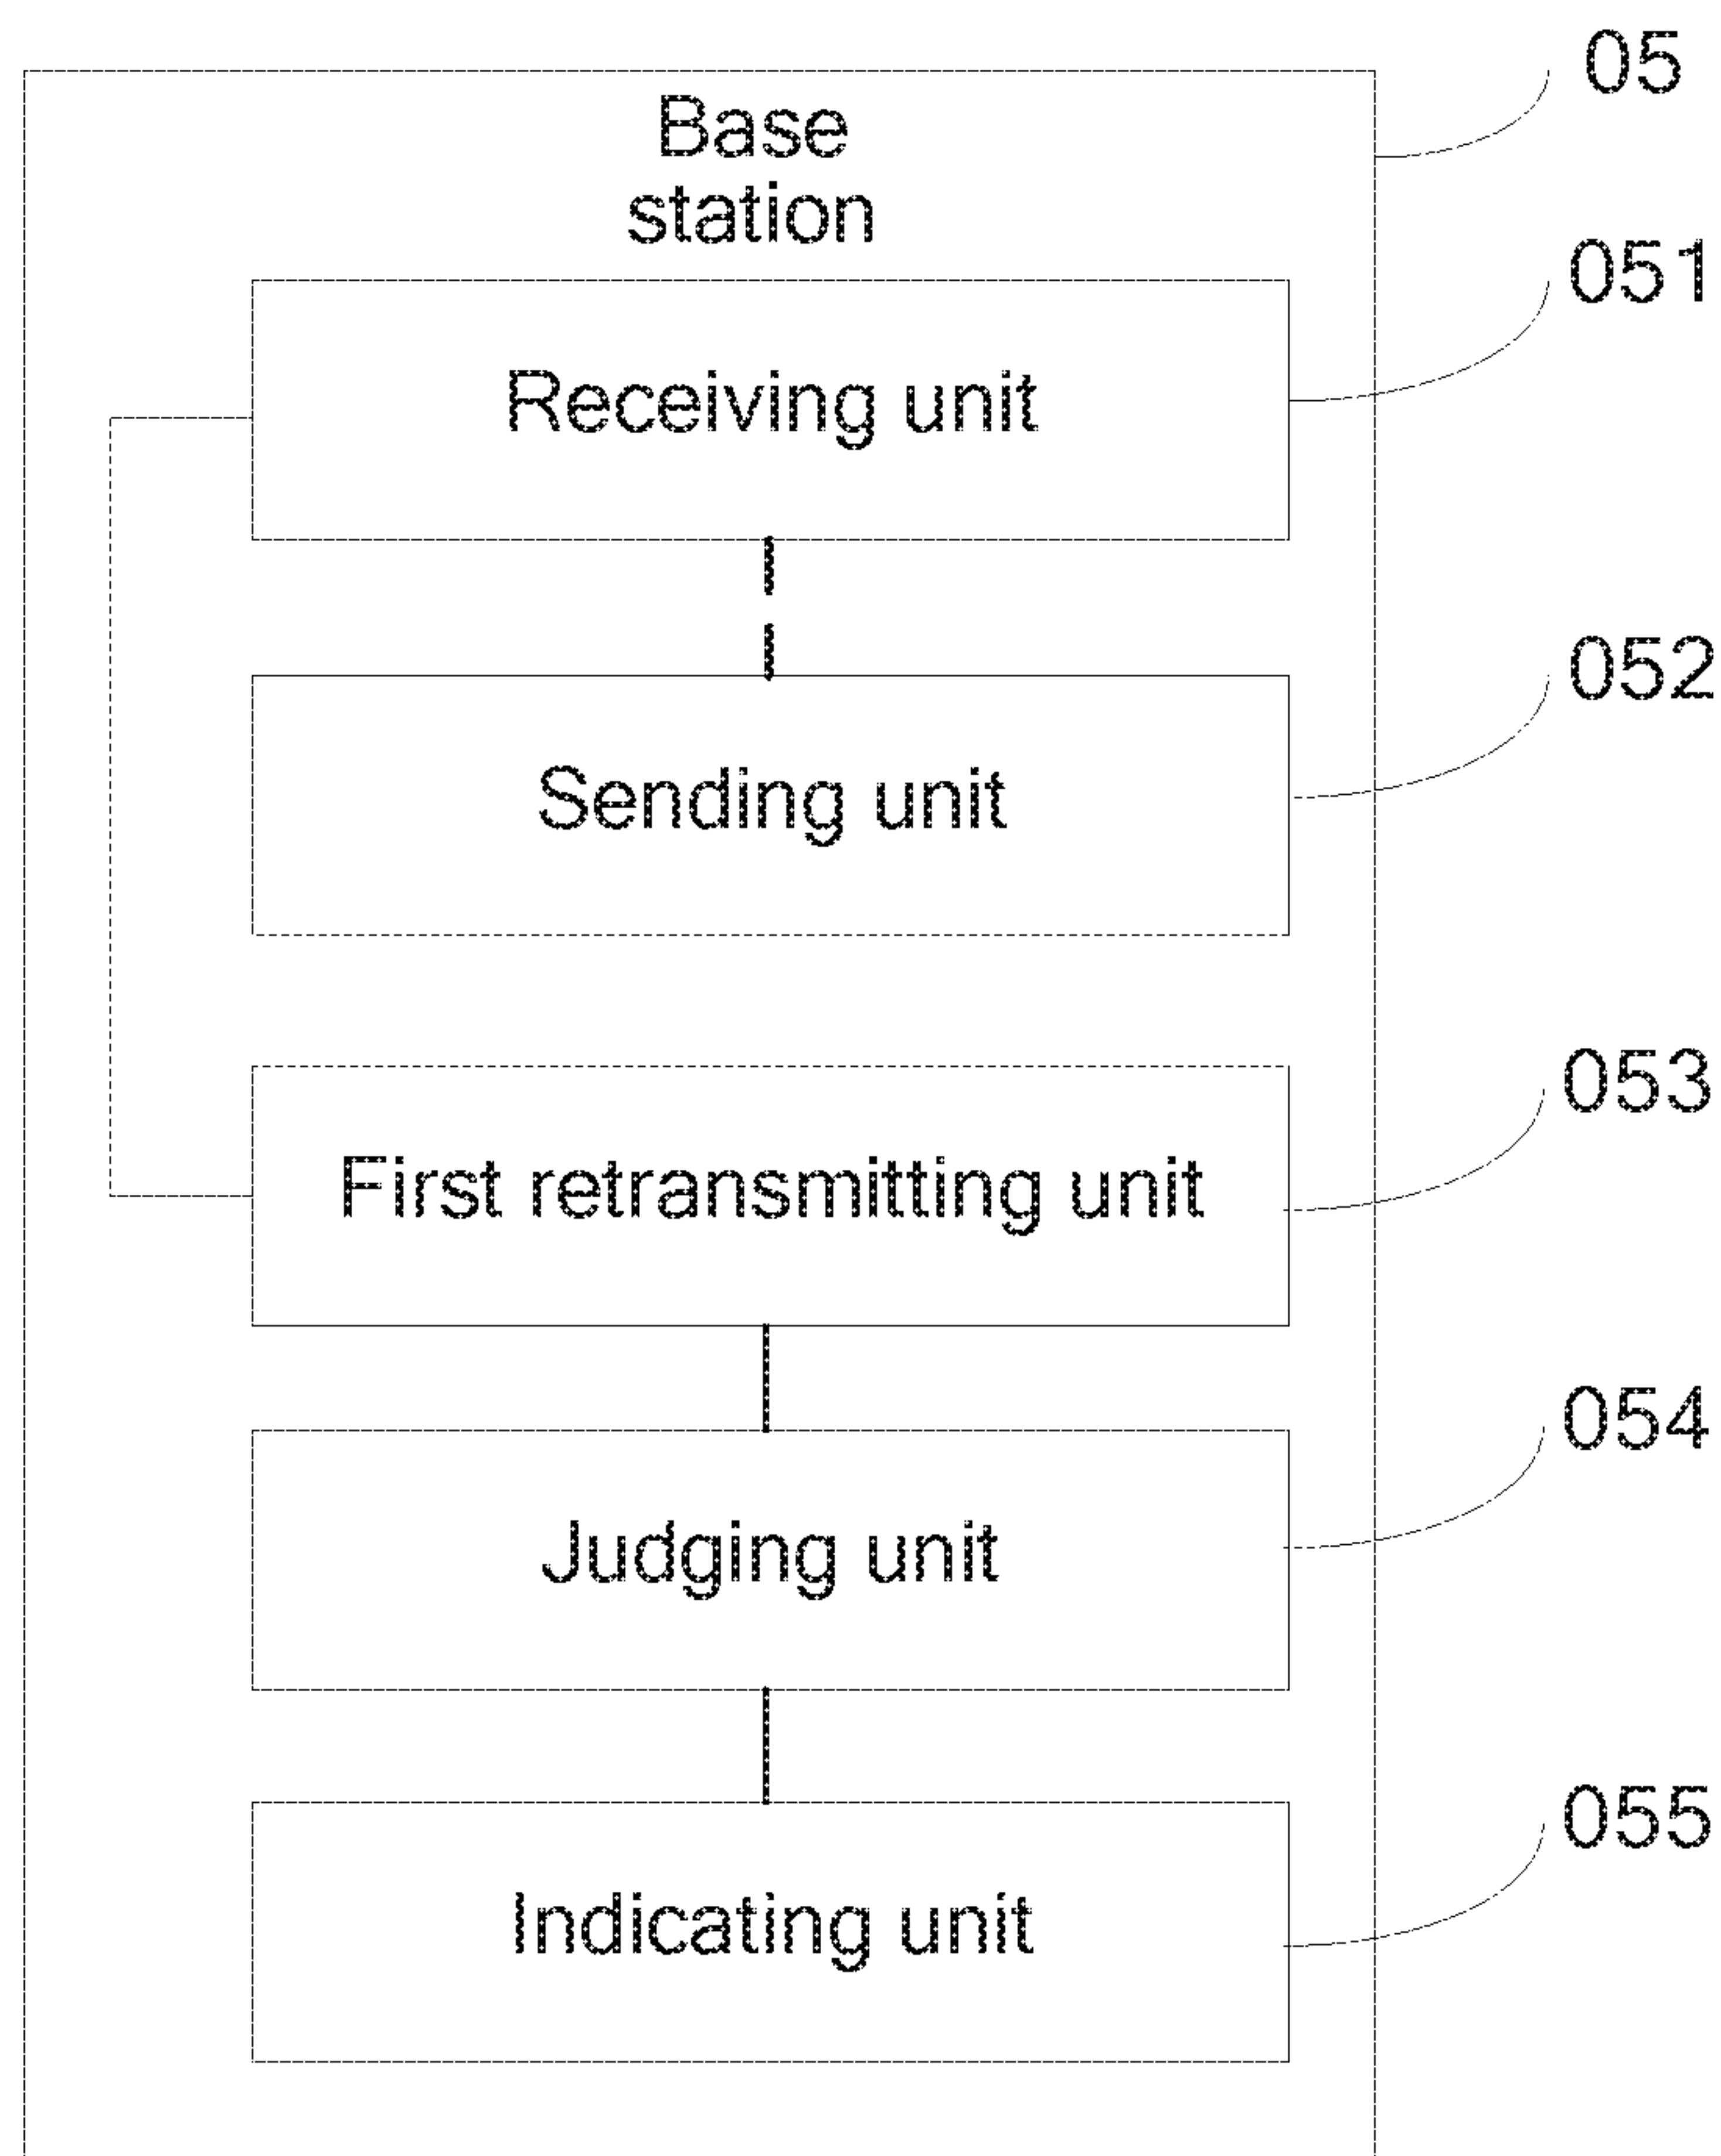 05
Base
station
051
Receiving unit
052
Sending unit
053
First retransmitting unit
054
Judging unit
055
Indicating unit